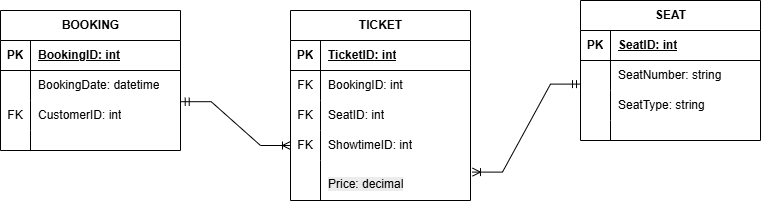 BOOKING
PK BookingID: int
BookingDate: datetime
FK CustomerID: int
TICKET
PK TicketID: int
FK BookingID: int
FK SeatID: int
FK ShowtimeID: int
Price: decimal
SEAT
PK SeatID: int
SeatNumber: string
SeatType: string